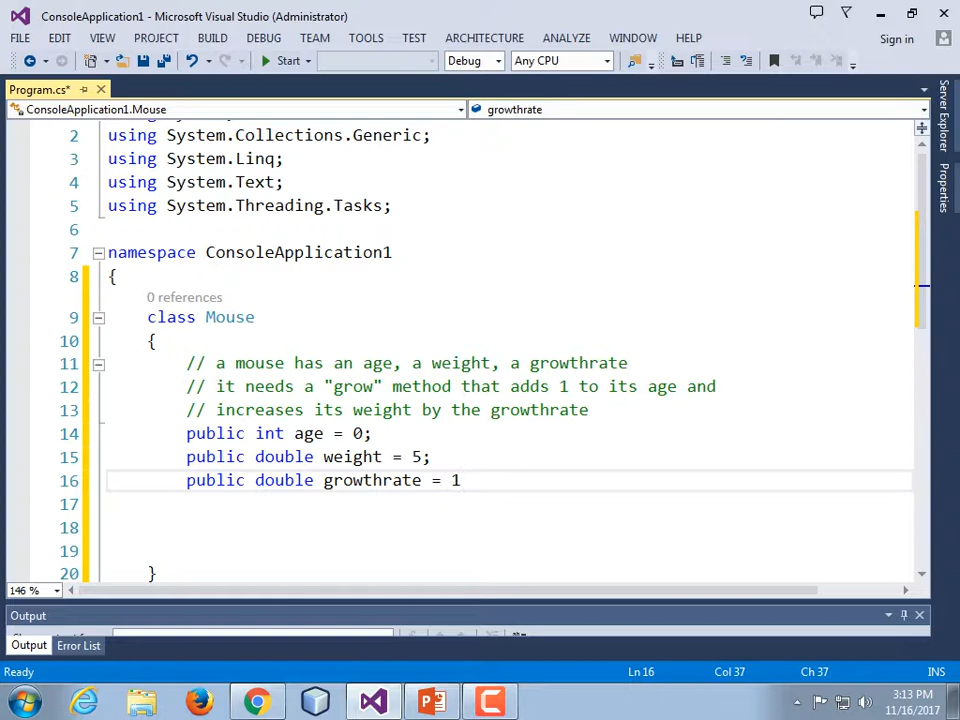 ConsoleApplication1 - Microsoft Visual Studio (Administrator)
FILE EDIT VIEW PROJECT BUILD DEBUG TEAM TOOLS TEST ARCHITECTURE ANALYZE WINDOW HELP Sign in
Start Debug Any CPU
Program.cs*
ConsoleApplication1.Mouse growthrate
2 using System.Collections.Generic;
3 using System.Linq;
4 using System.Text;
5 using System.Threading.Tasks;
6
7 namespace ConsoleApplication1
8 {
0 references
9 class Mouse
10 {
11 // a mouse has an age, a weight, a growthrate
12 // it needs a "grow" method that adds 1 to its age and
13 // increases its weight by the growthrate
14 public int age = 0;
15 public double weight = 5;
16 public double growthrate = 1
17
18
19
20 }
146 %
Server Explorer
Properties
Output
Output Error List
Ready Ln 16 Col 37 Ch 37 INS
3:13 PM
11/16/2017